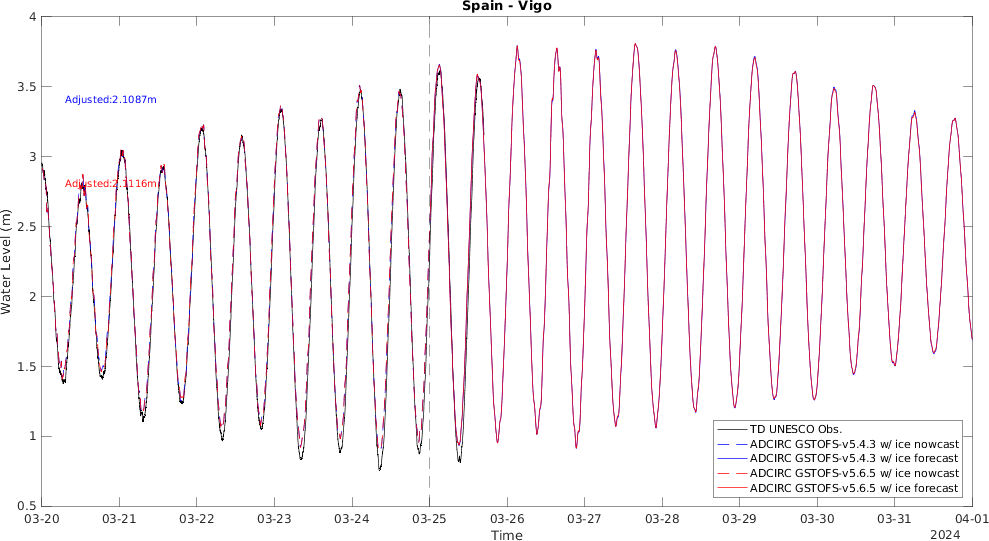 Spain - Vigo
4
3.5
3
2.5
2
1.5
1
0.5
Water Level (m)
Adjusted:2.1087m
Adjusted:2.1116m
TD UNESCO Obs.
ADCIRC GSTOFS-v5.4.3 w/ ice nowcast
ADCIRC GSTOFS-v5.4.3 w/ ice forecast
ADCIRC GSTOFS-v5.6.5 w/ ice nowcast
ADCIRC GSTOFS-v5.6.5 w/ ice forecast
03-20 03-21 03-22 03-23 03-24 03-25 03-26 03-27 03-28 03-29 03-30 03-31 04-01
Time
2024